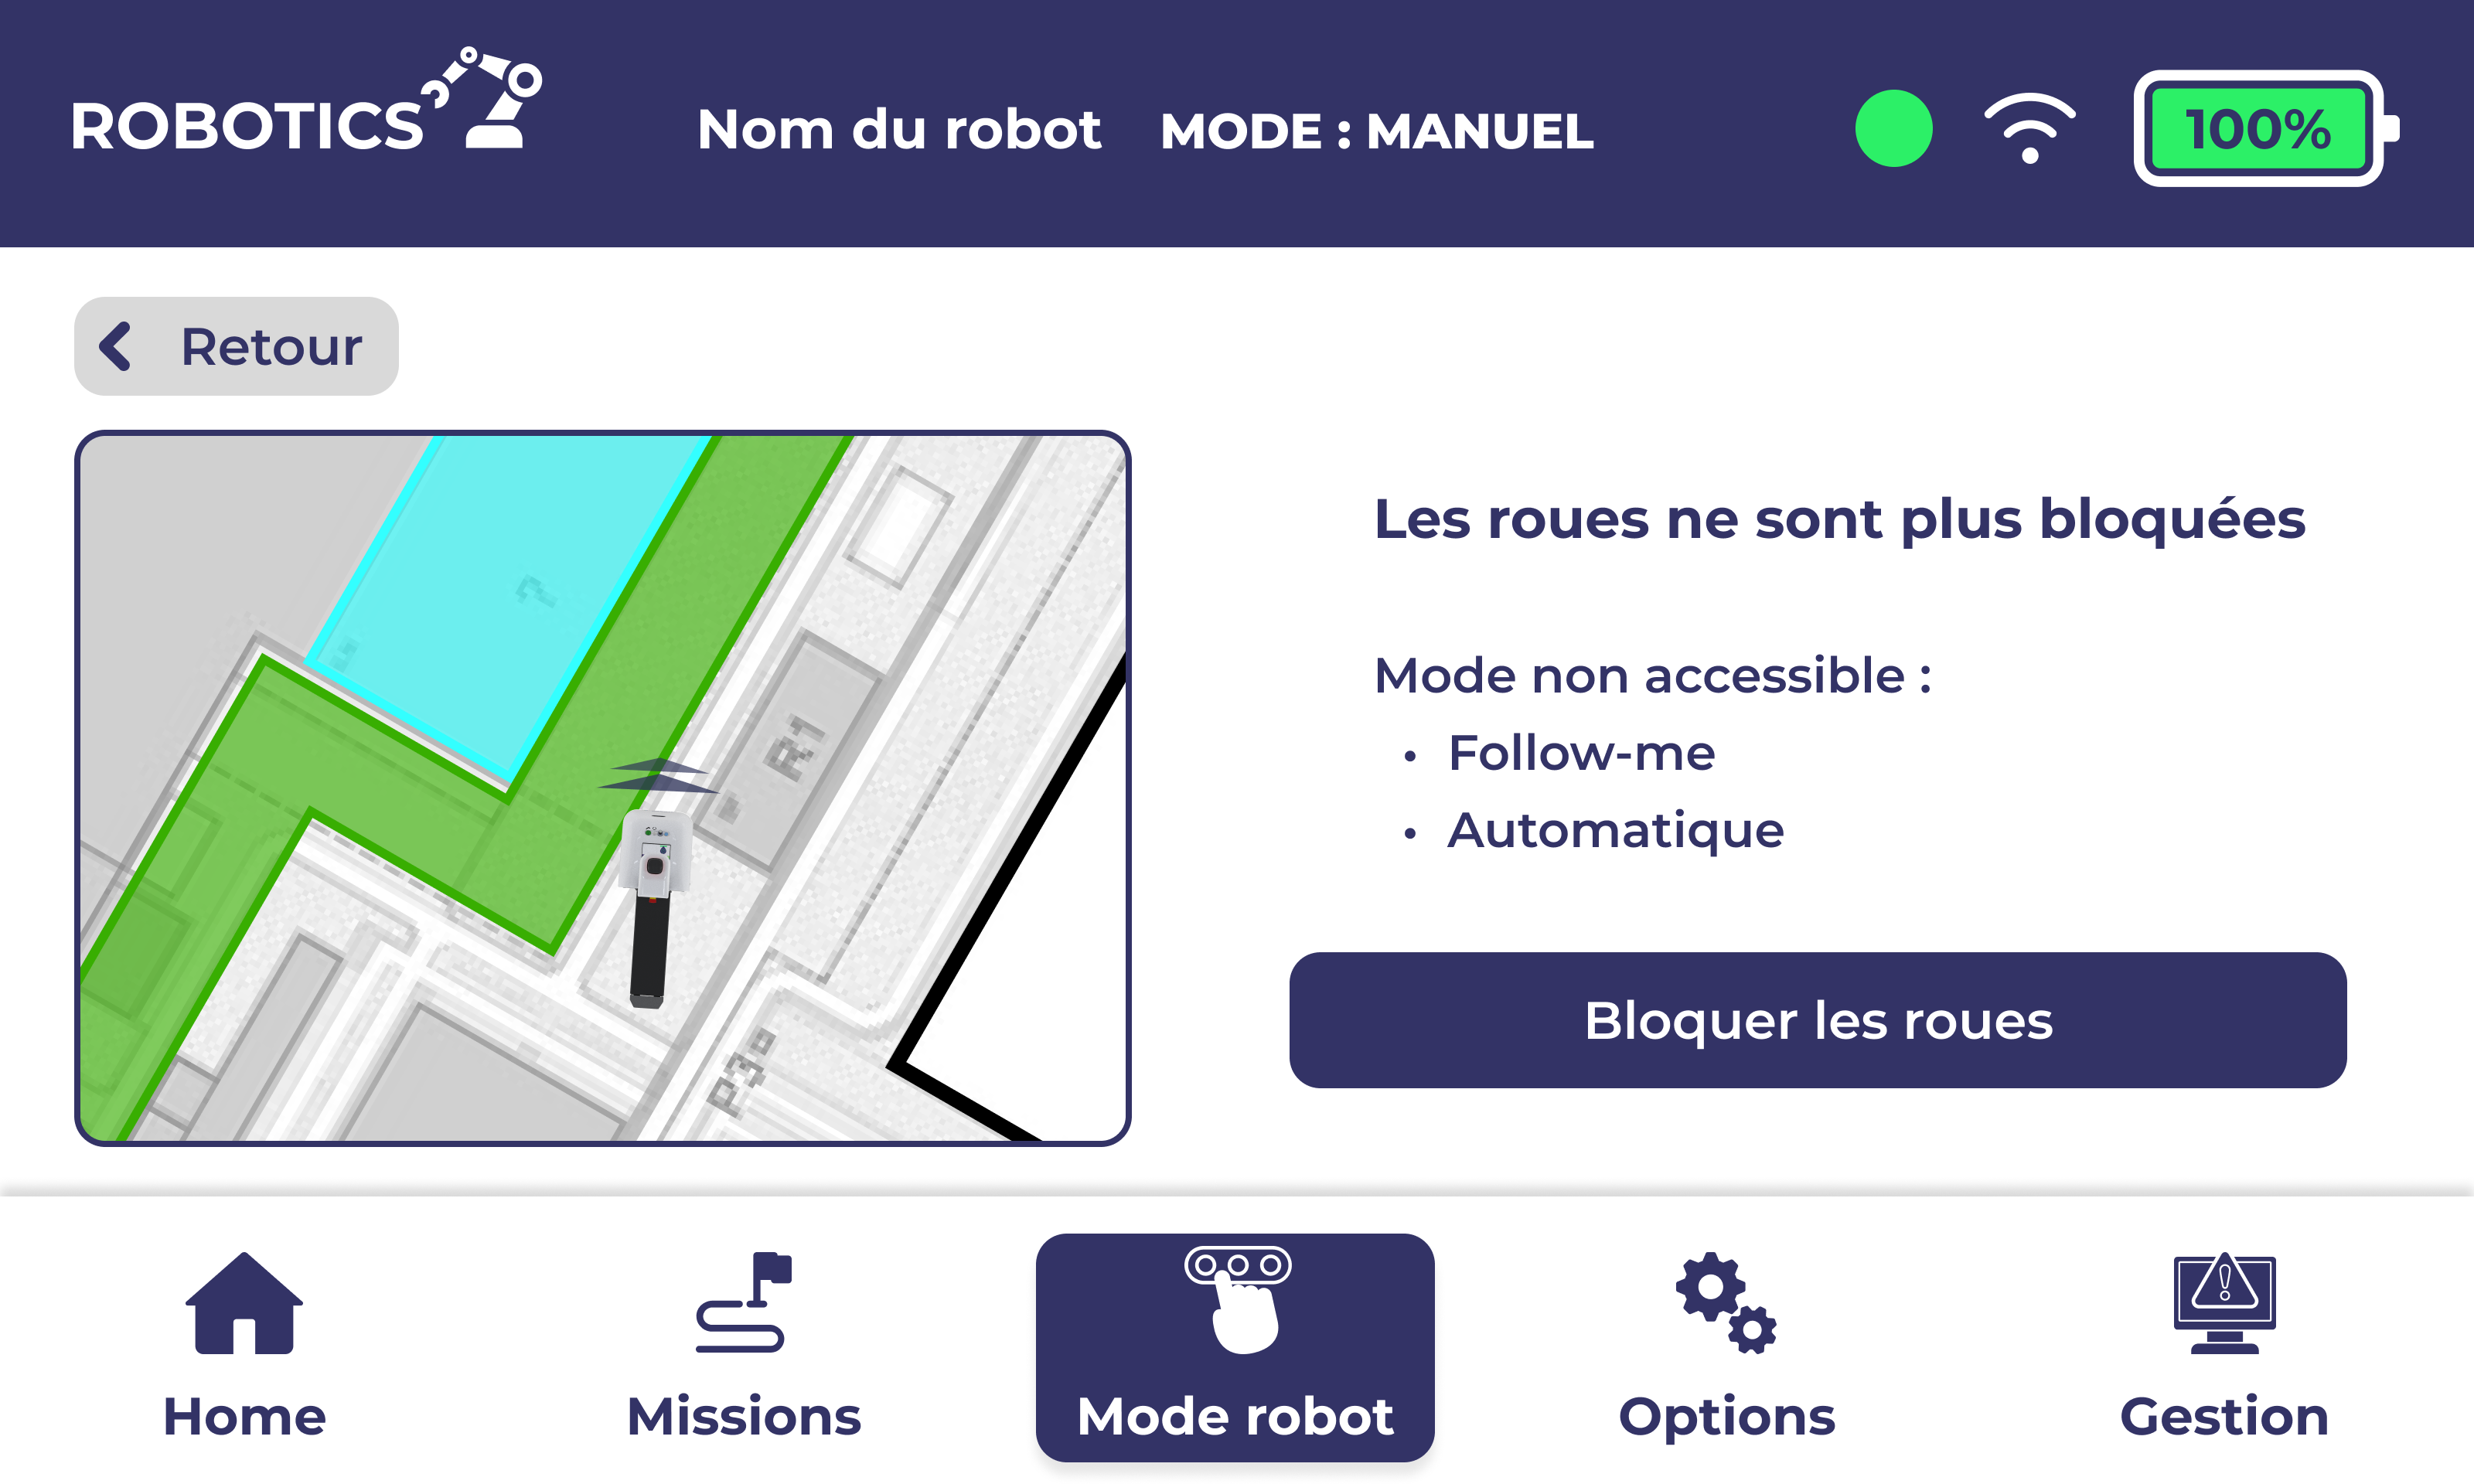 ROBOTICS
Nom du robot MODE : MANUEL
100%
Retour
Les roues ne sont plus bloquées
Mode non accessible :
• Follow-me
• Automatique
R1
Bloquer les roues
Home
Missions
Mode robot
Options
Gestion